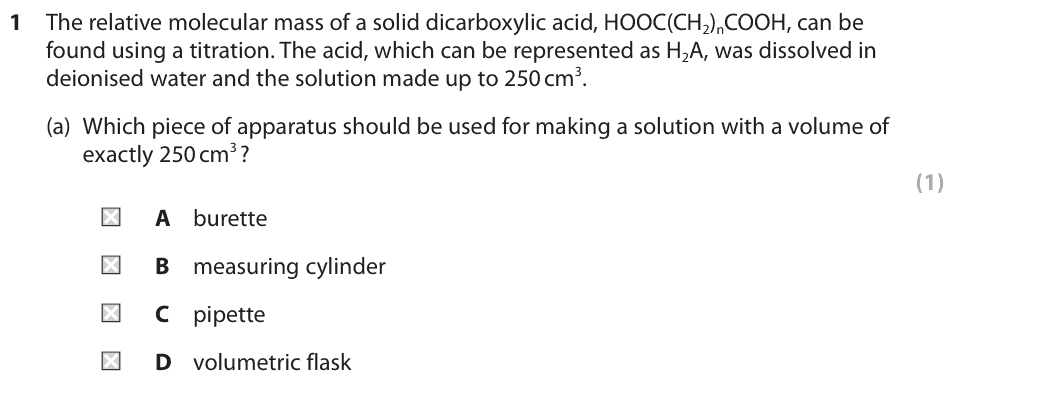 1 The relative molecular mass of a solid dicarboxylic acid, HOOC(CH₂)ₙCOOH, can be
found using a titration. The acid, which can be represented as H₂A, was dissolved in
deionised water and the solution made up to 250 cm³.
(a) Which piece of apparatus should be used for making a solution with a volume of
exactly 250 cm³?
(1)
A burette
B measuring cylinder
C pipette
D volumetric flask